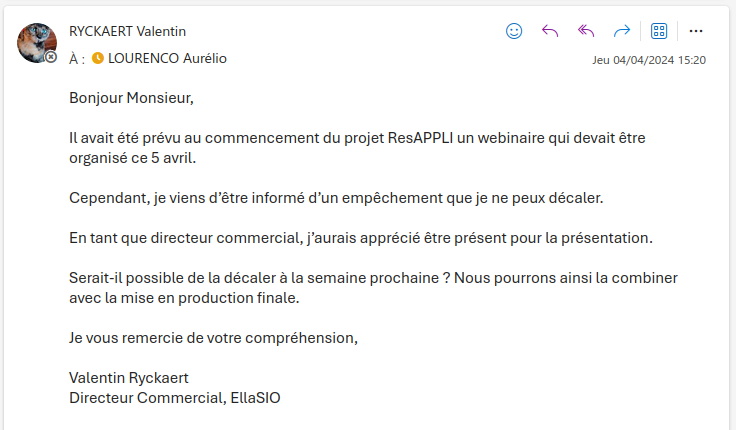 RYCKAERT Valentin
À : LOURENCO Aurélio
Jeu 04/04/2024 15:20
Bonjour Monsieur,
Il avait été prévu au commencement du projet ResAPPLI un webinaire qui devait être
organisé ce 5 avril.
Cependant, je viens d’être informé d’un empêchement que je ne peux décaler.
En tant que directeur commercial, j’aurais apprécié être présent pour la présentation.
Serait-il possible de la décaler à la semaine prochaine ? Nous pourrons ainsi la combiner
avec la mise en production finale.
Je vous remercie de votre compréhension,
Valentin Ryckaert
Directeur Commercial, EllaSIO